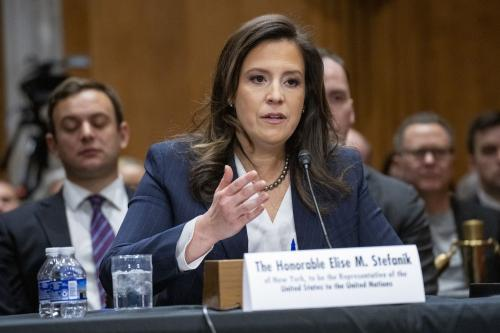 The Honorable Elise M. Stefanik
of New York, to be the Representative of the
United States to the United Nations